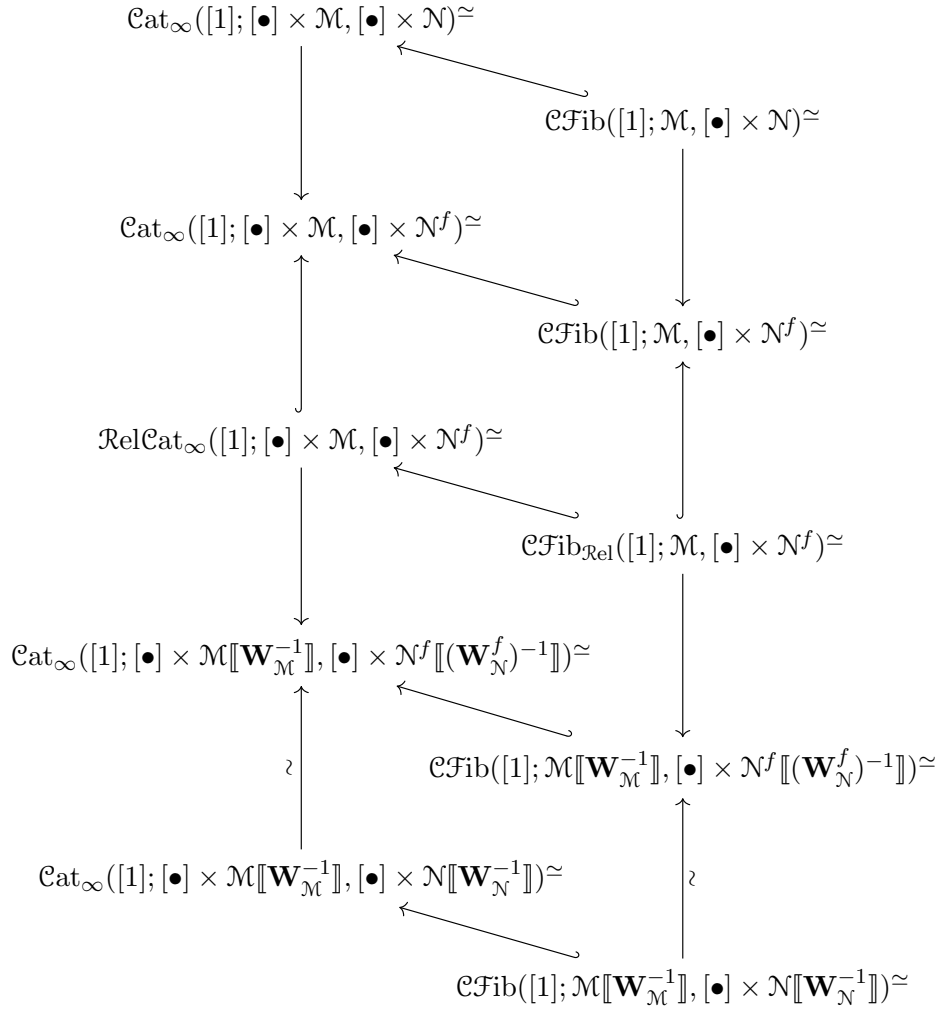 𝒞at∞([1]; [•] × ℳ, [•] × 𝒩)^≃
𝒞ℱib([1]; ℳ, [•] × 𝒩)^≃
𝒞at∞([1]; [•] × ℳ, [•] × 𝒩^f)^≃
𝒞ℱib([1]; ℳ, [•] × 𝒩^f)^≃
ℛel𝒞at∞([1]; [•] × ℳ, [•] × 𝒩^f)^≃
𝒞ℱib_ℛel([1]; ℳ, [•] × 𝒩^f)^≃
𝒞at∞([1]; [•] × ℳ⟦𝐖_ℳ^{-1}⟧, [•] × 𝒩^f⟦(𝐖_𝒩^f)^{-1}⟧)^≃
≀
𝒞ℱib([1]; ℳ⟦𝐖_ℳ^{-1}⟧, [•] × 𝒩^f⟦(𝐖_𝒩^f)^{-1}⟧)^≃
𝒞at∞([1]; [•] × ℳ⟦𝐖_ℳ^{-1}⟧, [•] × 𝒩⟦𝐖_𝒩^{-1}⟧)^≃
≀
𝒞ℱib([1]; ℳ⟦𝐖_ℳ^{-1}⟧, [•] × 𝒩⟦𝐖_𝒩^{-1}⟧)^≃